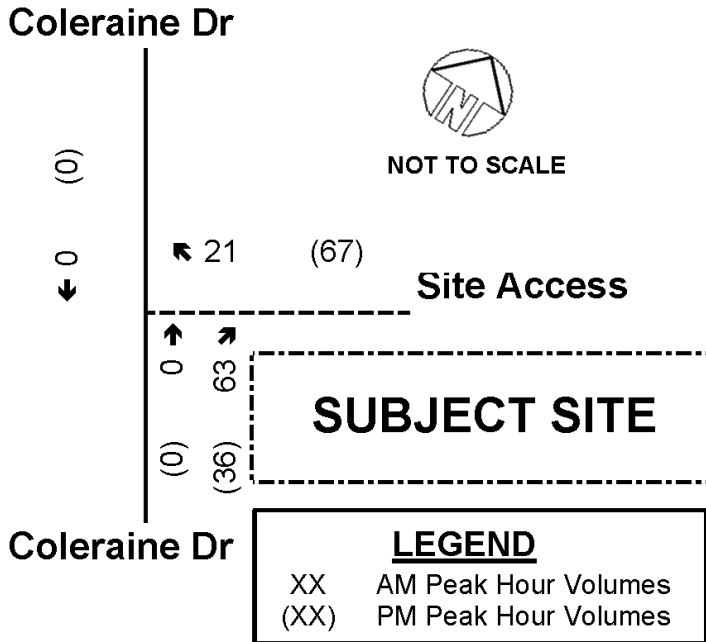 Coleraine Dr
N
NOT TO SCALE
(0)
0
21 (67)
Site Access
0 63
(0) (36)
SUBJECT SITE
Coleraine Dr
LEGEND
XX AM Peak Hour Volumes
(XX) PM Peak Hour Volumes